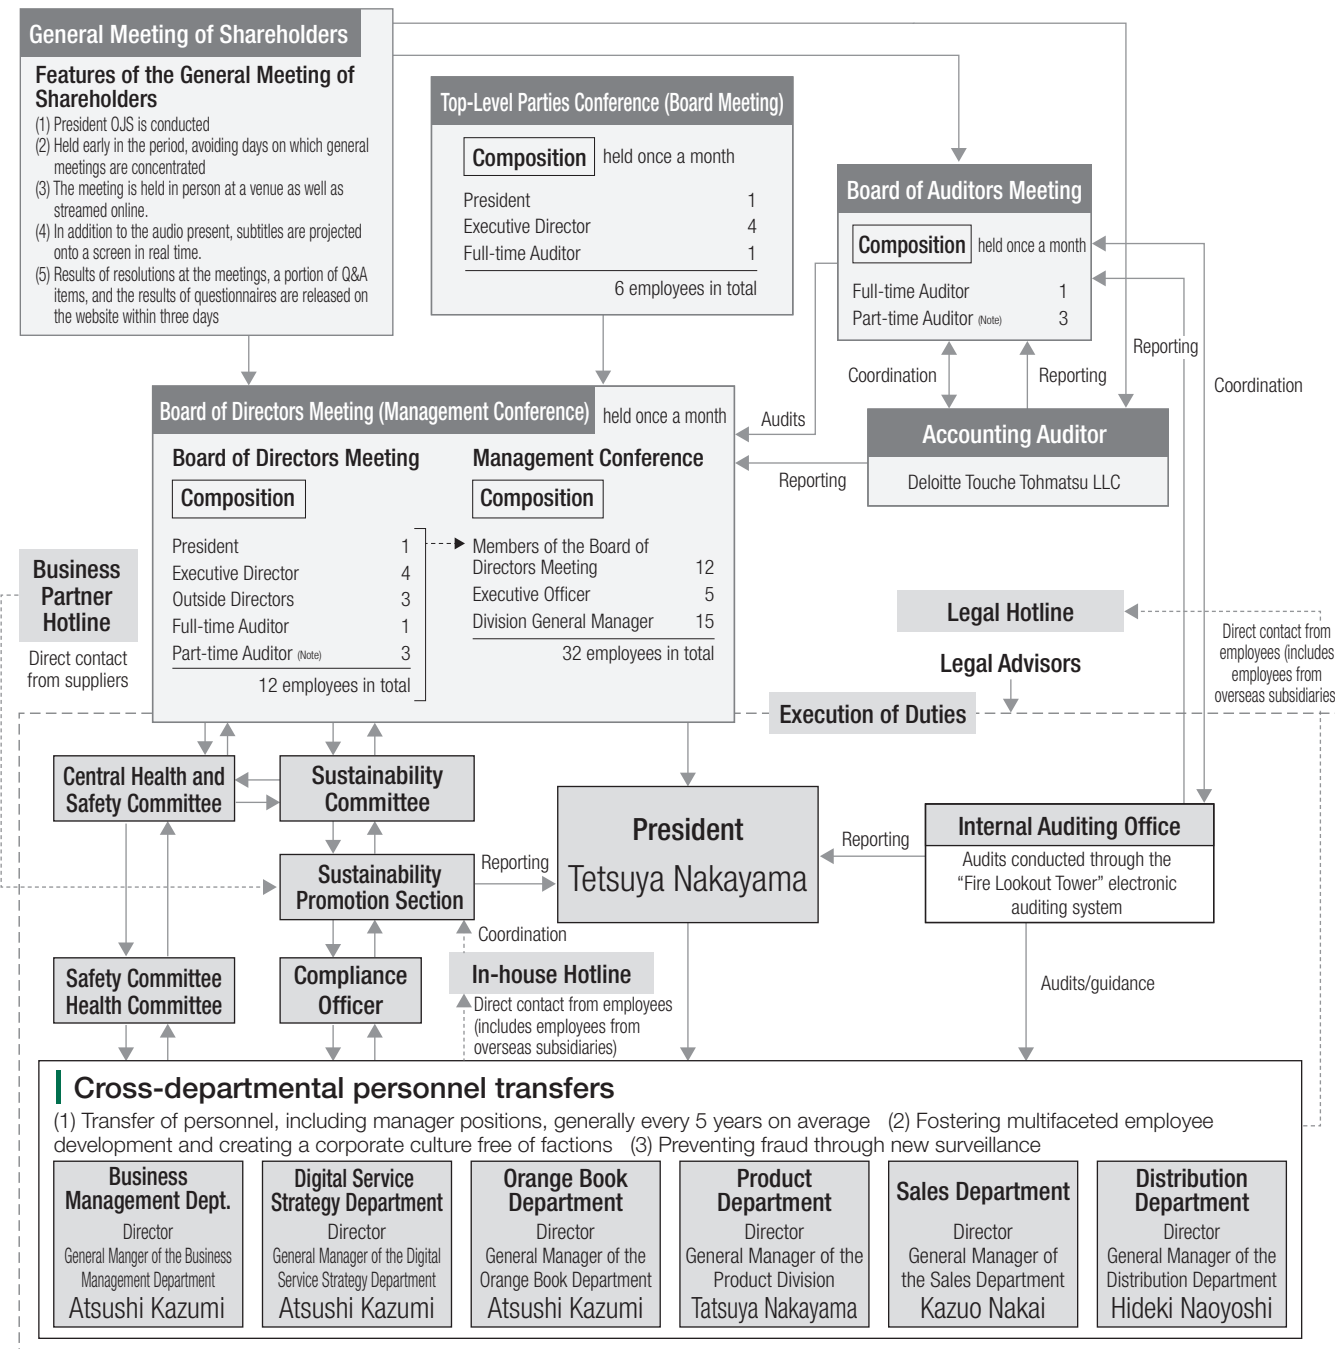 General Meeting of Shareholders
Features of the General Meeting of
Shareholders
(1) President OJS is conducted
(2) Held early in the period, avoiding days on which general
meetings are concentrated
(3) The meeting is held in person at a venue as well as
streamed online.
(4) In addition to the audio present, subtitles are projected
onto a screen in real time.
(5) Results of resolutions at the meetings, a portion of Q&A
items, and the results of questionnaires are released on
the website within three days
Top-Level Parties Conference (Board Meeting)
Composition held once a month
President 1
Executive Director 4
Full-time Auditor 1
6 employees in total
Board of Auditors Meeting
Composition held once a month
Full-time Auditor 1
Part-time Auditor (Note) 3
Coordination
Reporting
Reporting
Coordination
Accounting Auditor
Deloitte Touche Tohmatsu LLC
Audits
Reporting
Board of Directors Meeting (Management Conference) held once a month
Board of Directors Meeting
Composition
President 1
Executive Director 4
Outside Directors 3
Full-time Auditor 1
Part-time Auditor (Note) 3
12 employees in total
Management Conference
Composition
Members of the Board of
Directors Meeting 12
Executive Officer 5
Division General Manager 15
32 employees in total
Business
Partner
Hotline
Direct contact
from suppliers
Legal Hotline
Direct contact from
employees (includes
employees from
overseas subsidiaries
Legal Advisors
Execution of Duties
Central Health and
Safety Committee
Sustainability
Committee
Sustainability
Promotion Section
Reporting
President
Tetsuya Nakayama
Reporting
Internal Auditing Office
Audits conducted through the
“Fire Lookout Tower” electronic
auditing system
Coordination
Safety Committee
Health Committee
Compliance
Officer
In-house Hotline
Direct contact from employees
(includes employees from
overseas subsidiaries)
Audits/guidance
Cross-departmental personnel transfers
(1) Transfer of personnel, including manager positions, generally every 5 years on average (2) Fostering multifaceted employee
development and creating a corporate culture free of factions (3) Preventing fraud through new surveillance
Business
Management Dept.
Director
General Manger of the Business
Management Department
Atsushi Kazumi
Digital Service
Strategy Department
Director
General Manager of the Digital
Service Strategy Department
Atsushi Kazumi
Orange Book
Department
Director
General Manager of the
Orange Book Department
Atsushi Kazumi
Product
Department
Director
General Manager of the
Product Division
Tatsuya Nakayama
Sales Department
Director
General Manager of
the Sales Department
Kazuo Nakai
Distribution
Department
Director
General Manager of the
Distribution Department
Hideki Naoyoshi